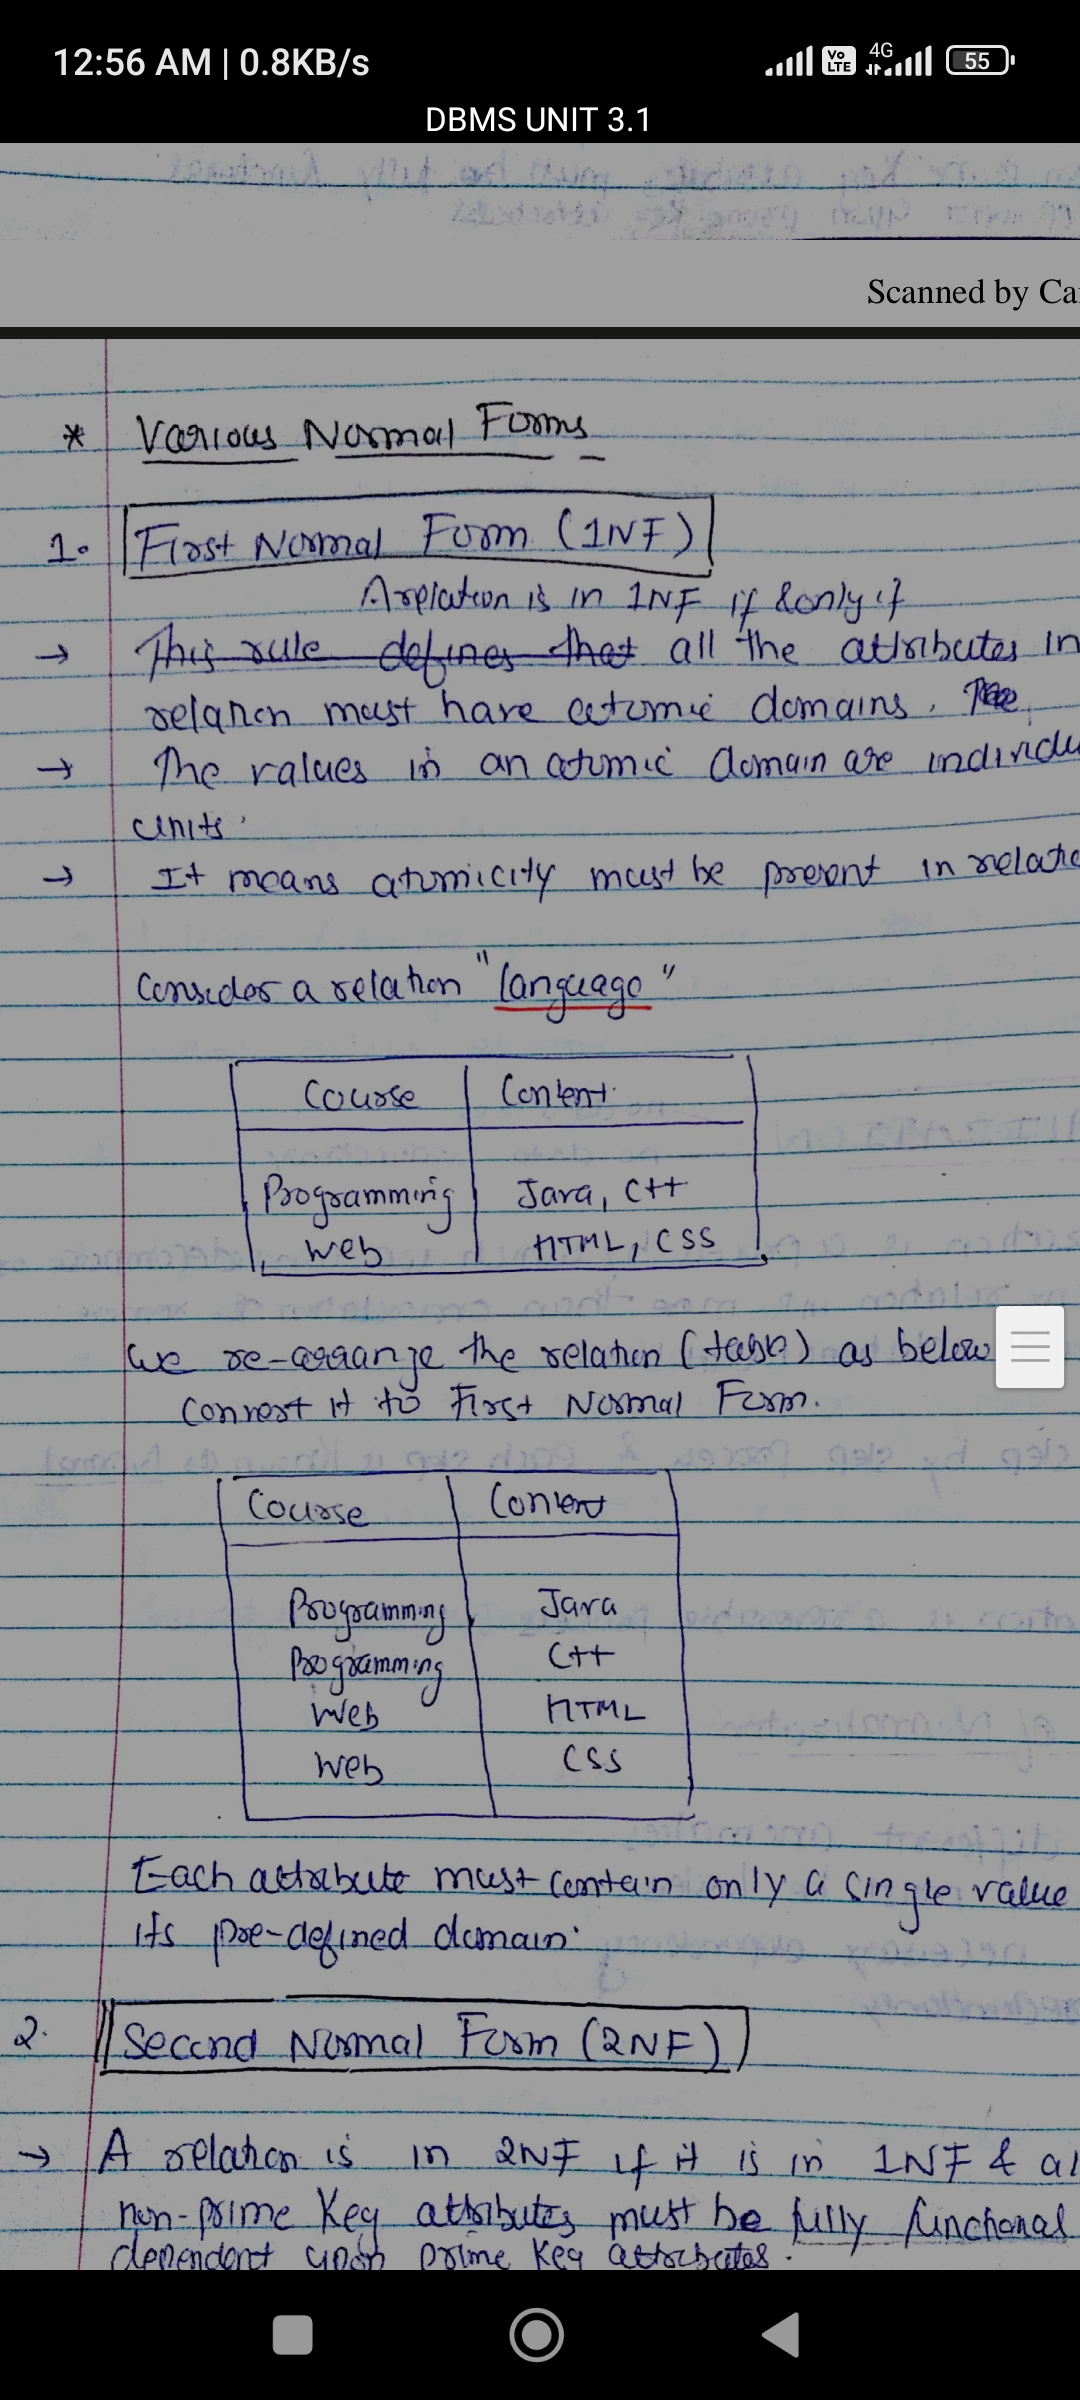 12:56 AM | 0.8KB/s Vo LTE 4G 55
DBMS UNIT 3.1
Scanned by Ca
* Various Normal Forms
1. First Normal Form (1NF)
A relation is in 1NF if & only if
→ This rule defines that all the attributes in
relation must have atomic domains. The
→ The values in an atomic domain are individu
units.
→ It means atomicity must be present in relatio
Consider a relation "language"
Course Content
Programming Java, C++
Web HTML, CSS
We re-arrange the relation (table) as below
Convert it to First Normal Form.
Course Content
Programming Java
Programming C++
Web HTML
Web CSS
Each attribute must contain only a single value
its pre-defined domain.
2. Second Normal Form (2NF)
→ A relation is in 2NF if it is in 1NF & al
non-prime Key attributes must be fully functional
dependent upon prime Key attributes.